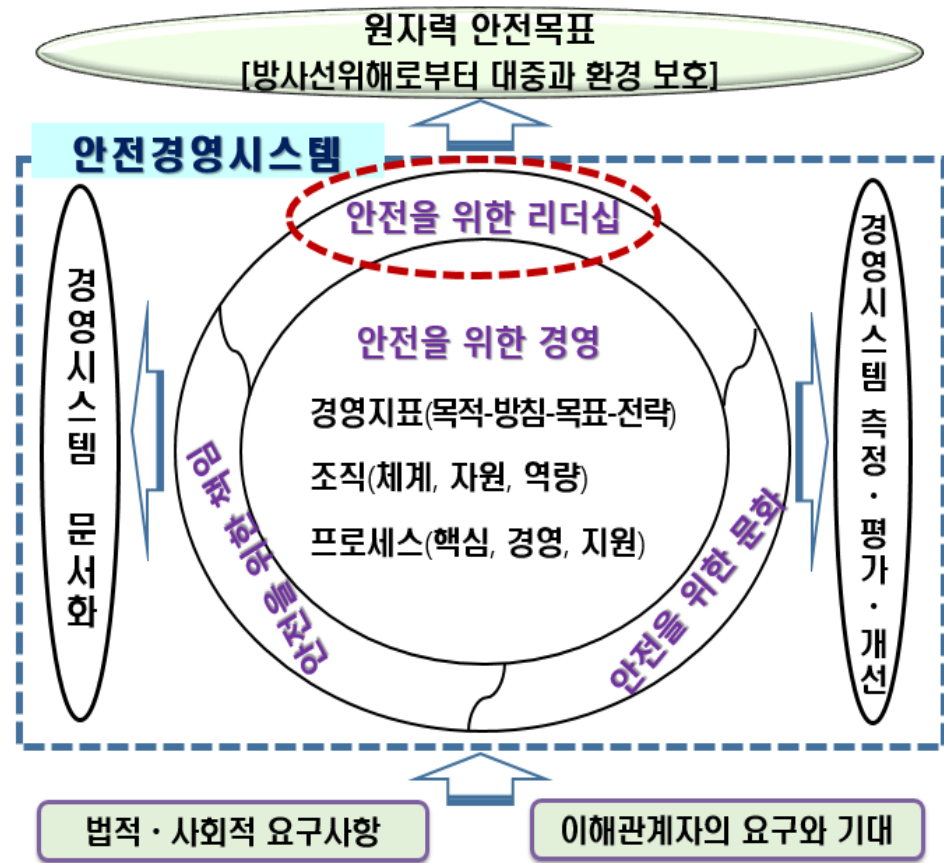 원자력 안전목표
[방사선위해로부터 대중과 환경 보호]
안전경영시스템
안전을 위한 리더십
경영시스템 문서화
안전을 위한 경영
경영지표(목적-방침-목표-전략)
조직(체계, 자원, 역량)
프로세스(핵심, 경영, 지원)
안전을 위한 책임
안전을 위한 문화
경영시스템 측정·평가·개선
법적·사회적 요구사항
이해관계자의 요구와 기대